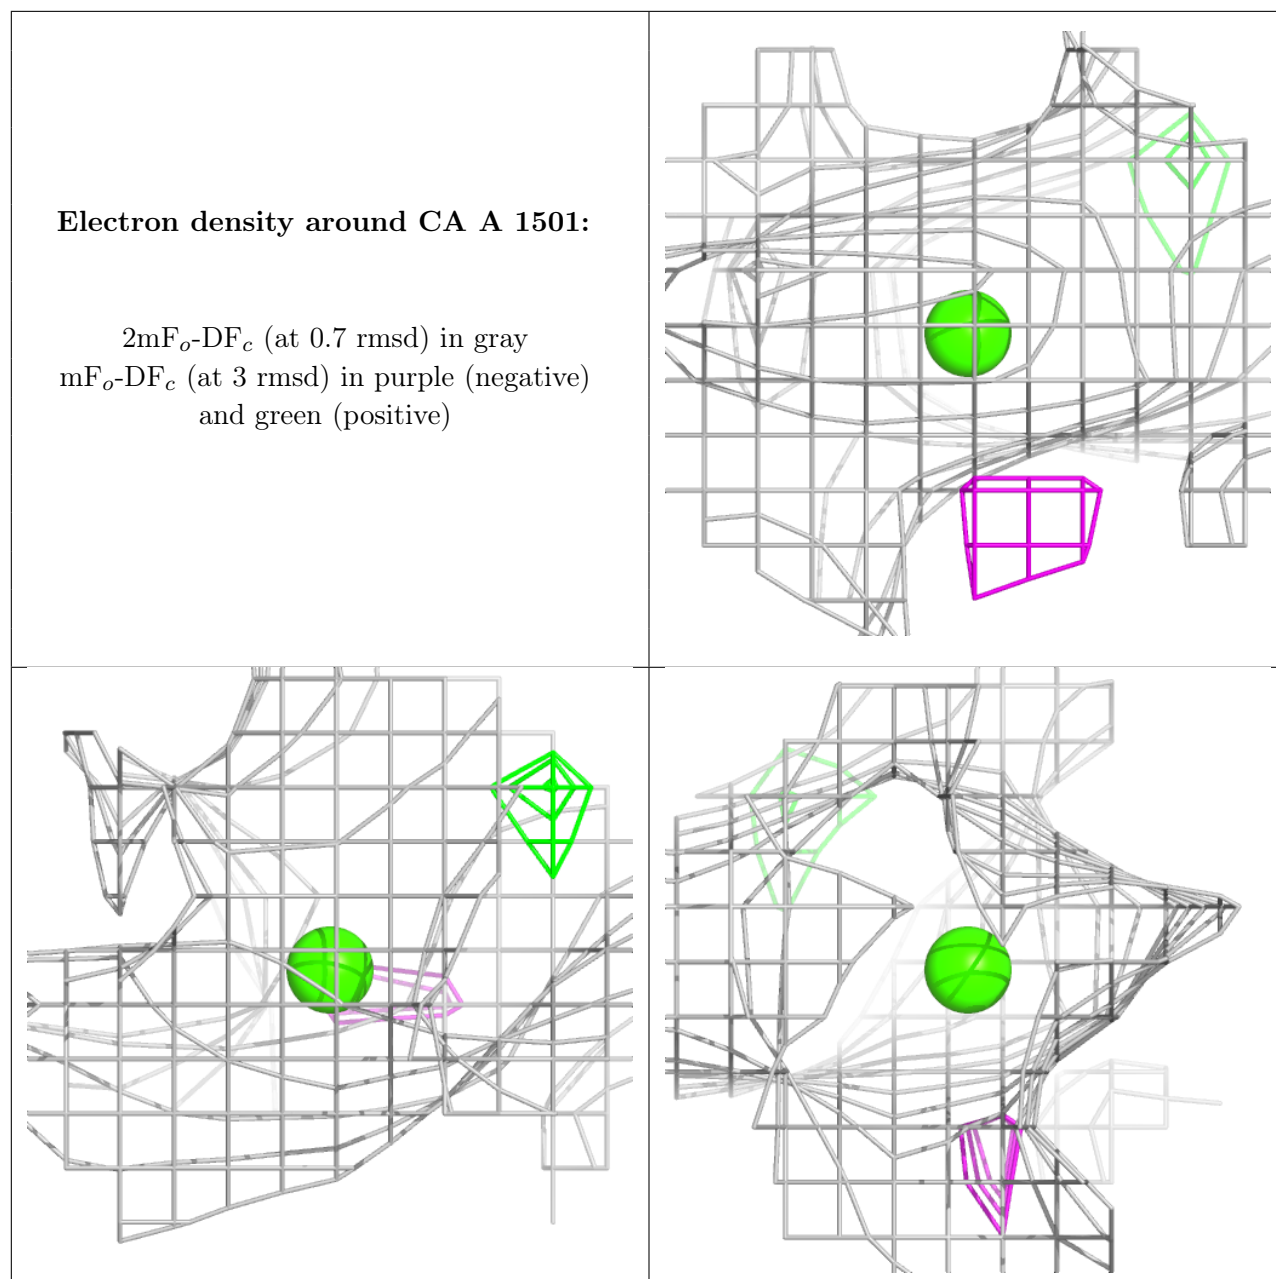 Electron density around CA A 1501:
2mFo-DFc (at 0.7 rmsd) in gray
mFo-DFc (at 3 rmsd) in purple (negative)
and green (positive)